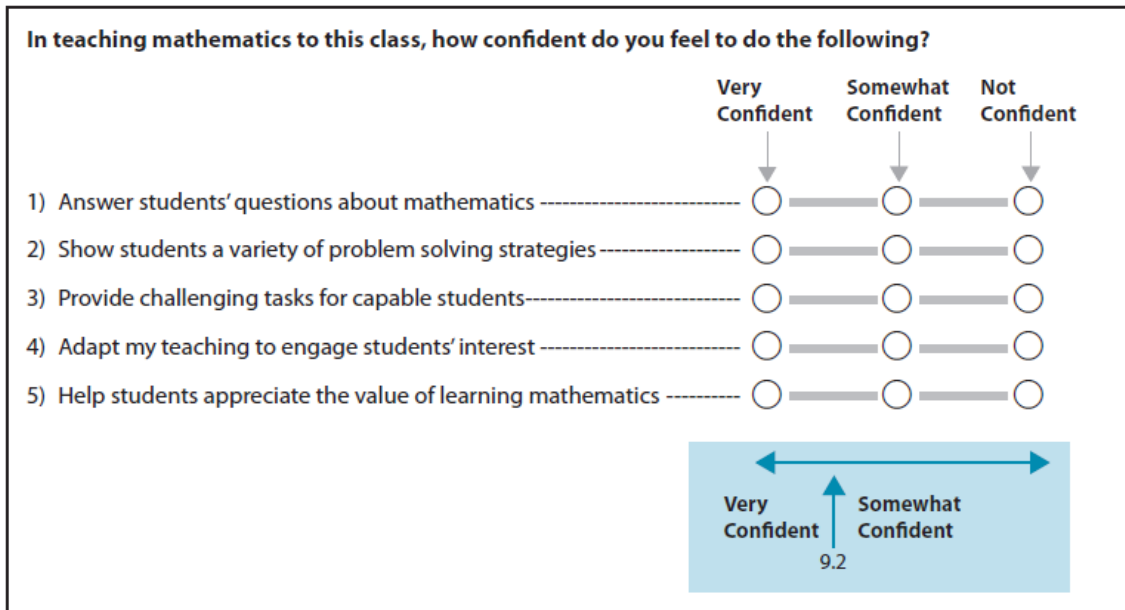 In teaching mathematics to this class, how confident do you feel to do the following?
Very Confident
Somewhat Confident
Not Confident
1) Answer students' questions about mathematics
2) Show students a variety of problem solving strategies
3) Provide challenging tasks for capable students
4) Adapt my teaching to engage students' interest
5) Help students appreciate the value of learning mathematics
Very Confident
Somewhat Confident
9.2